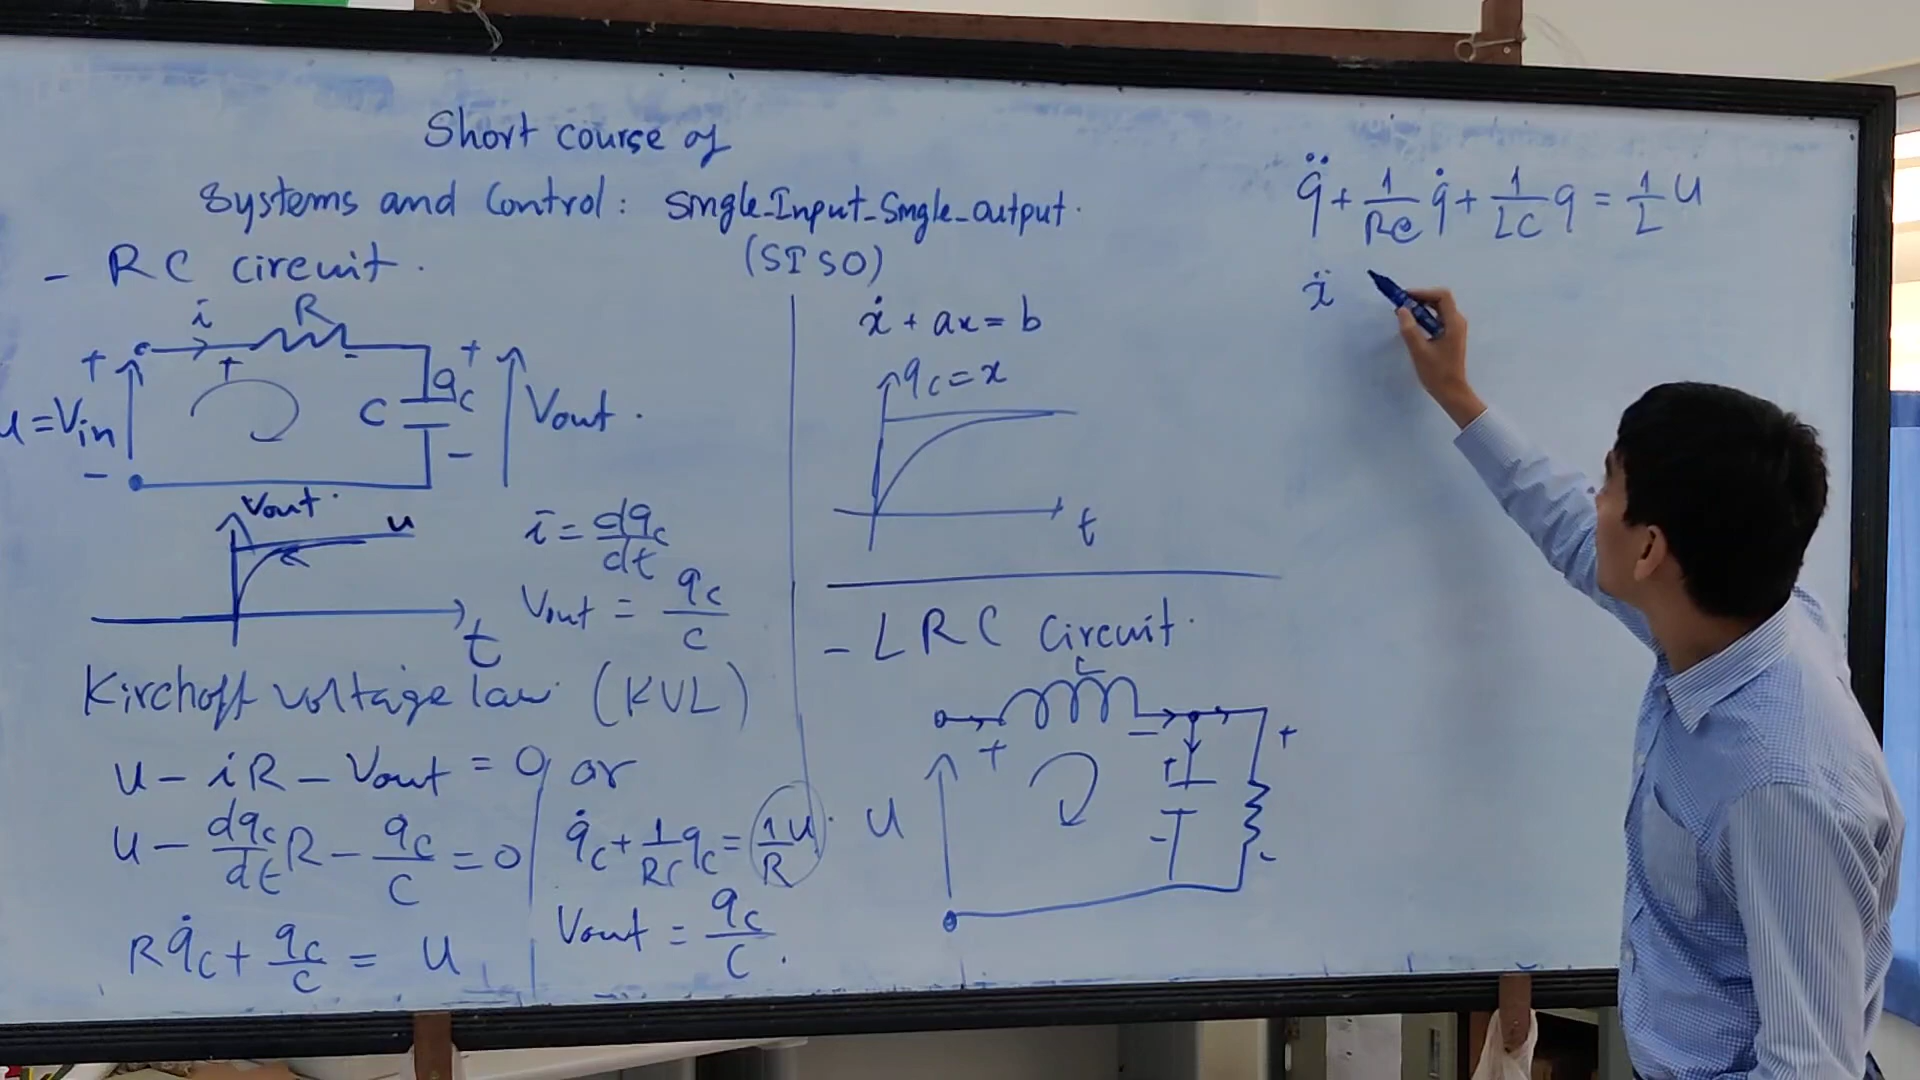 Short course of
Systems and Control: Single-Input-Single-output.
(SISO)
- RC circuit.
i
R
+
+
-
+
u = Vin
C
qc
Vout.
-
-
Vout.
u
t
i = dqc/dt
Vout = qc/C
Kirchoff voltage law (KVL)
u - iR - Vout = 0 or
u - dqc/dt R - qc/C = 0
Rq̇c + qc/C = u
q̇c + 1/RC qc = 1/R u.
Vout = qc/C.
ẋ + ax = b
qc = x
t
- LRC Circuit.
L
+
-
+
+
u
-
-
q̈ + 1/RC q̇ + 1/LC q = 1/L u
ẍ